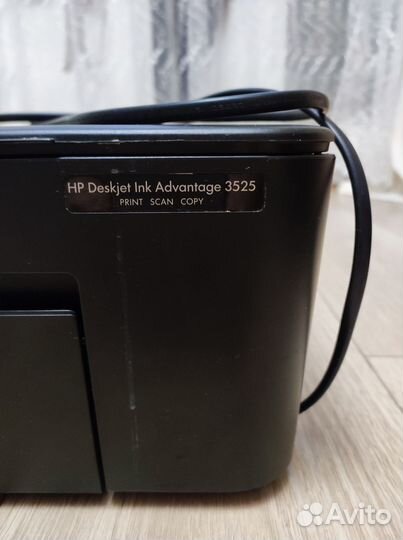 HP Deskjet Ink Advantage 3525
PRINT SCAN COPY
Avito